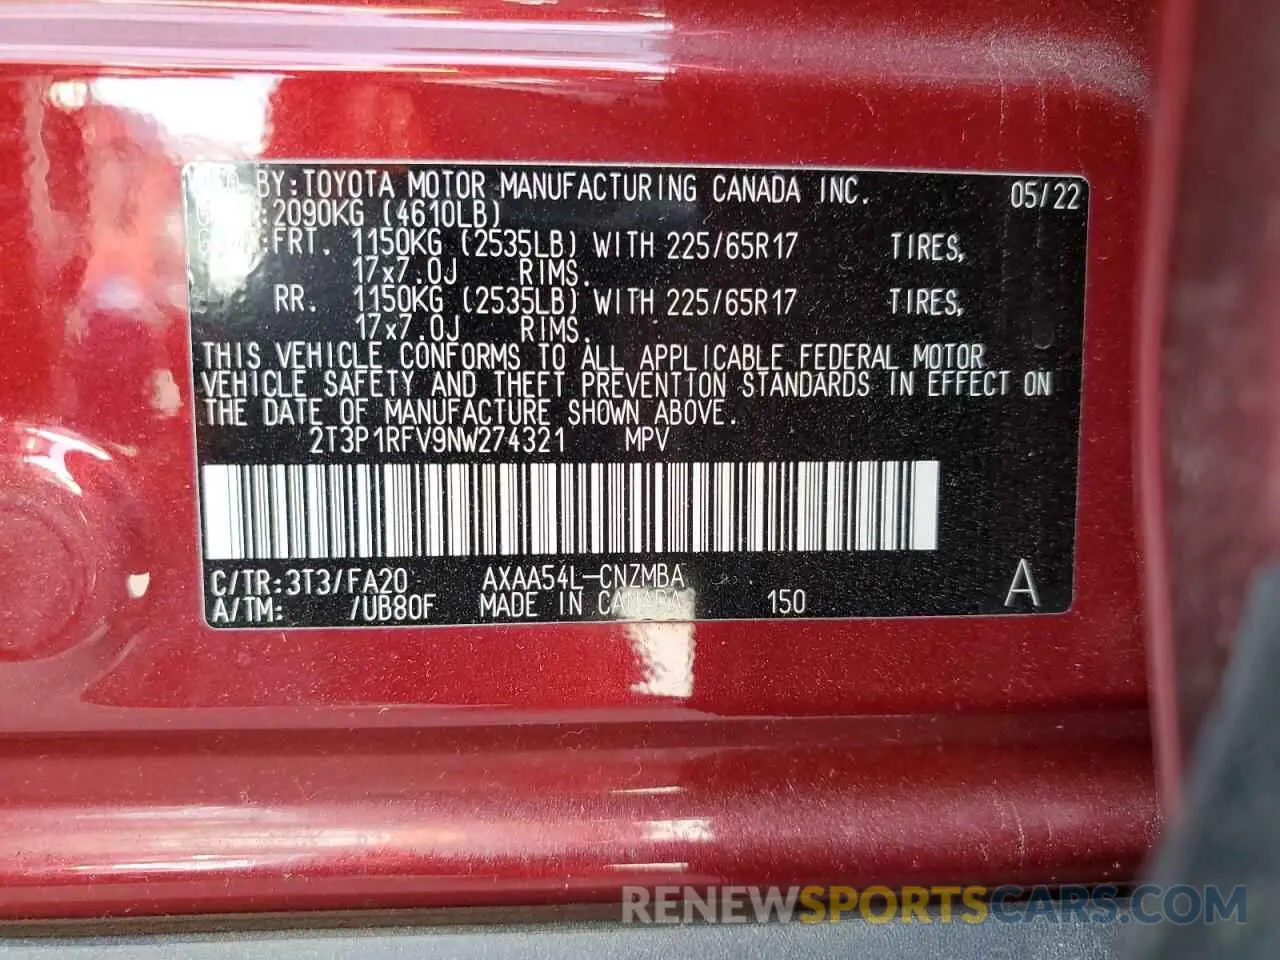 BY:TOYOTA MOTOR MANUFACTURING CANADA INC. 05/22
:2090KG (4610LB)
:FRT. 1150KG (2535LB) WITH 225/65R17 TIRES,
17x7.0J RIMS.
RR. 1150KG (2535LB) WITH 225/65R17 TIRES,
17x7.0J RIMS.
THIS VEHICLE CONFORMS TO ALL APPLICABLE FEDERAL MOTOR
VEHICLE SAFETY AND THEFT PREVENTION STANDARDS IN EFFECT ON
THE DATE OF MANUFACTURE SHOWN ABOVE.
2T3P1RFV9NW274321 MPV
C/TR:3T3/FA20 AXAA54L-CNZMBA A
A/TM: /UB80F MADE IN CANADA 150
RENEWSPORTSCARS.COM